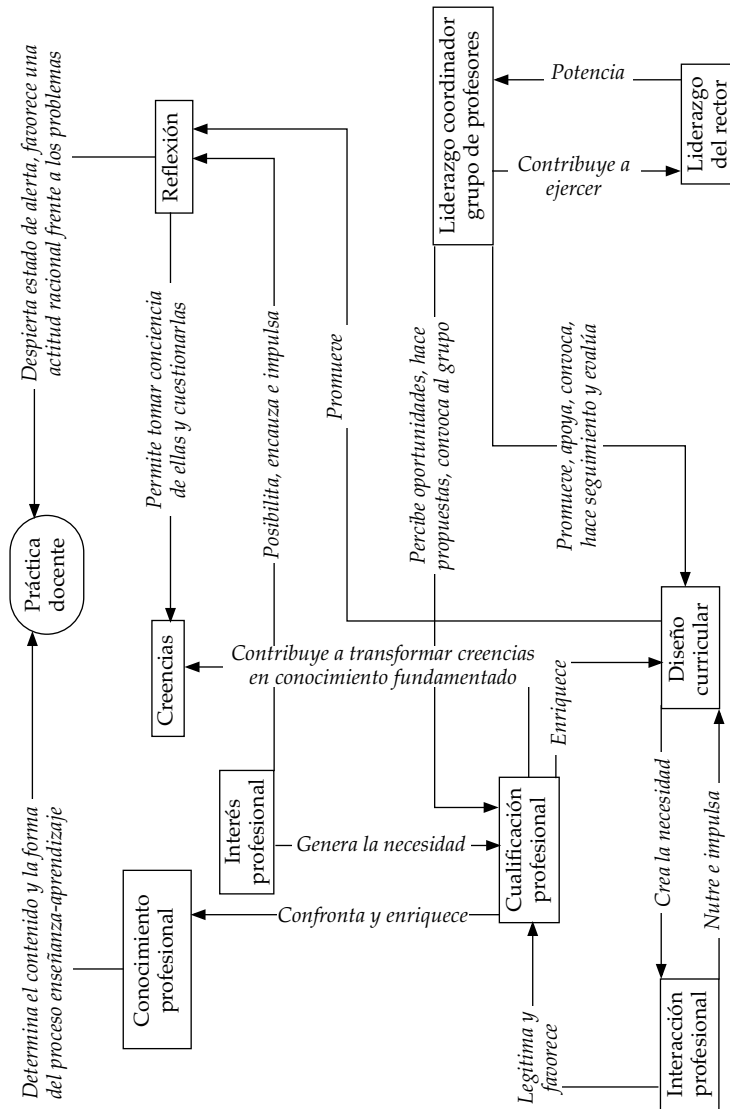 Determina el contenido y la forma
del proceso enseñanza-aprendizaje
Práctica
docente
Despierta estado de alerta, favorece una
actitud racional frente a los problemas
Conocimiento
profesional
Creencias
Permite tomar conciencia
de ellas y cuestionarlas
Reflexión
Interés
profesional
Posibilita, encauza e impulsa
Confronta y enriquece
Genera la necesidad
Contribuye a transformar creencias
en conocimiento fundamentado
Promueve
Cualificación
profesional
Percibe oportunidades, hace
propuestas, convoca al grupo
Liderazgo coordinador
grupo de profesores
Legitima y
favorece
Enriquece
Promueve, apoya, convoca,
hace seguimiento y evalúa
Contribuye a
ejercer
Potencia
Interacción
profesional
Crea la necesidad
Nutre e impulsa
Diseño
curricular
Liderazgo
del rector